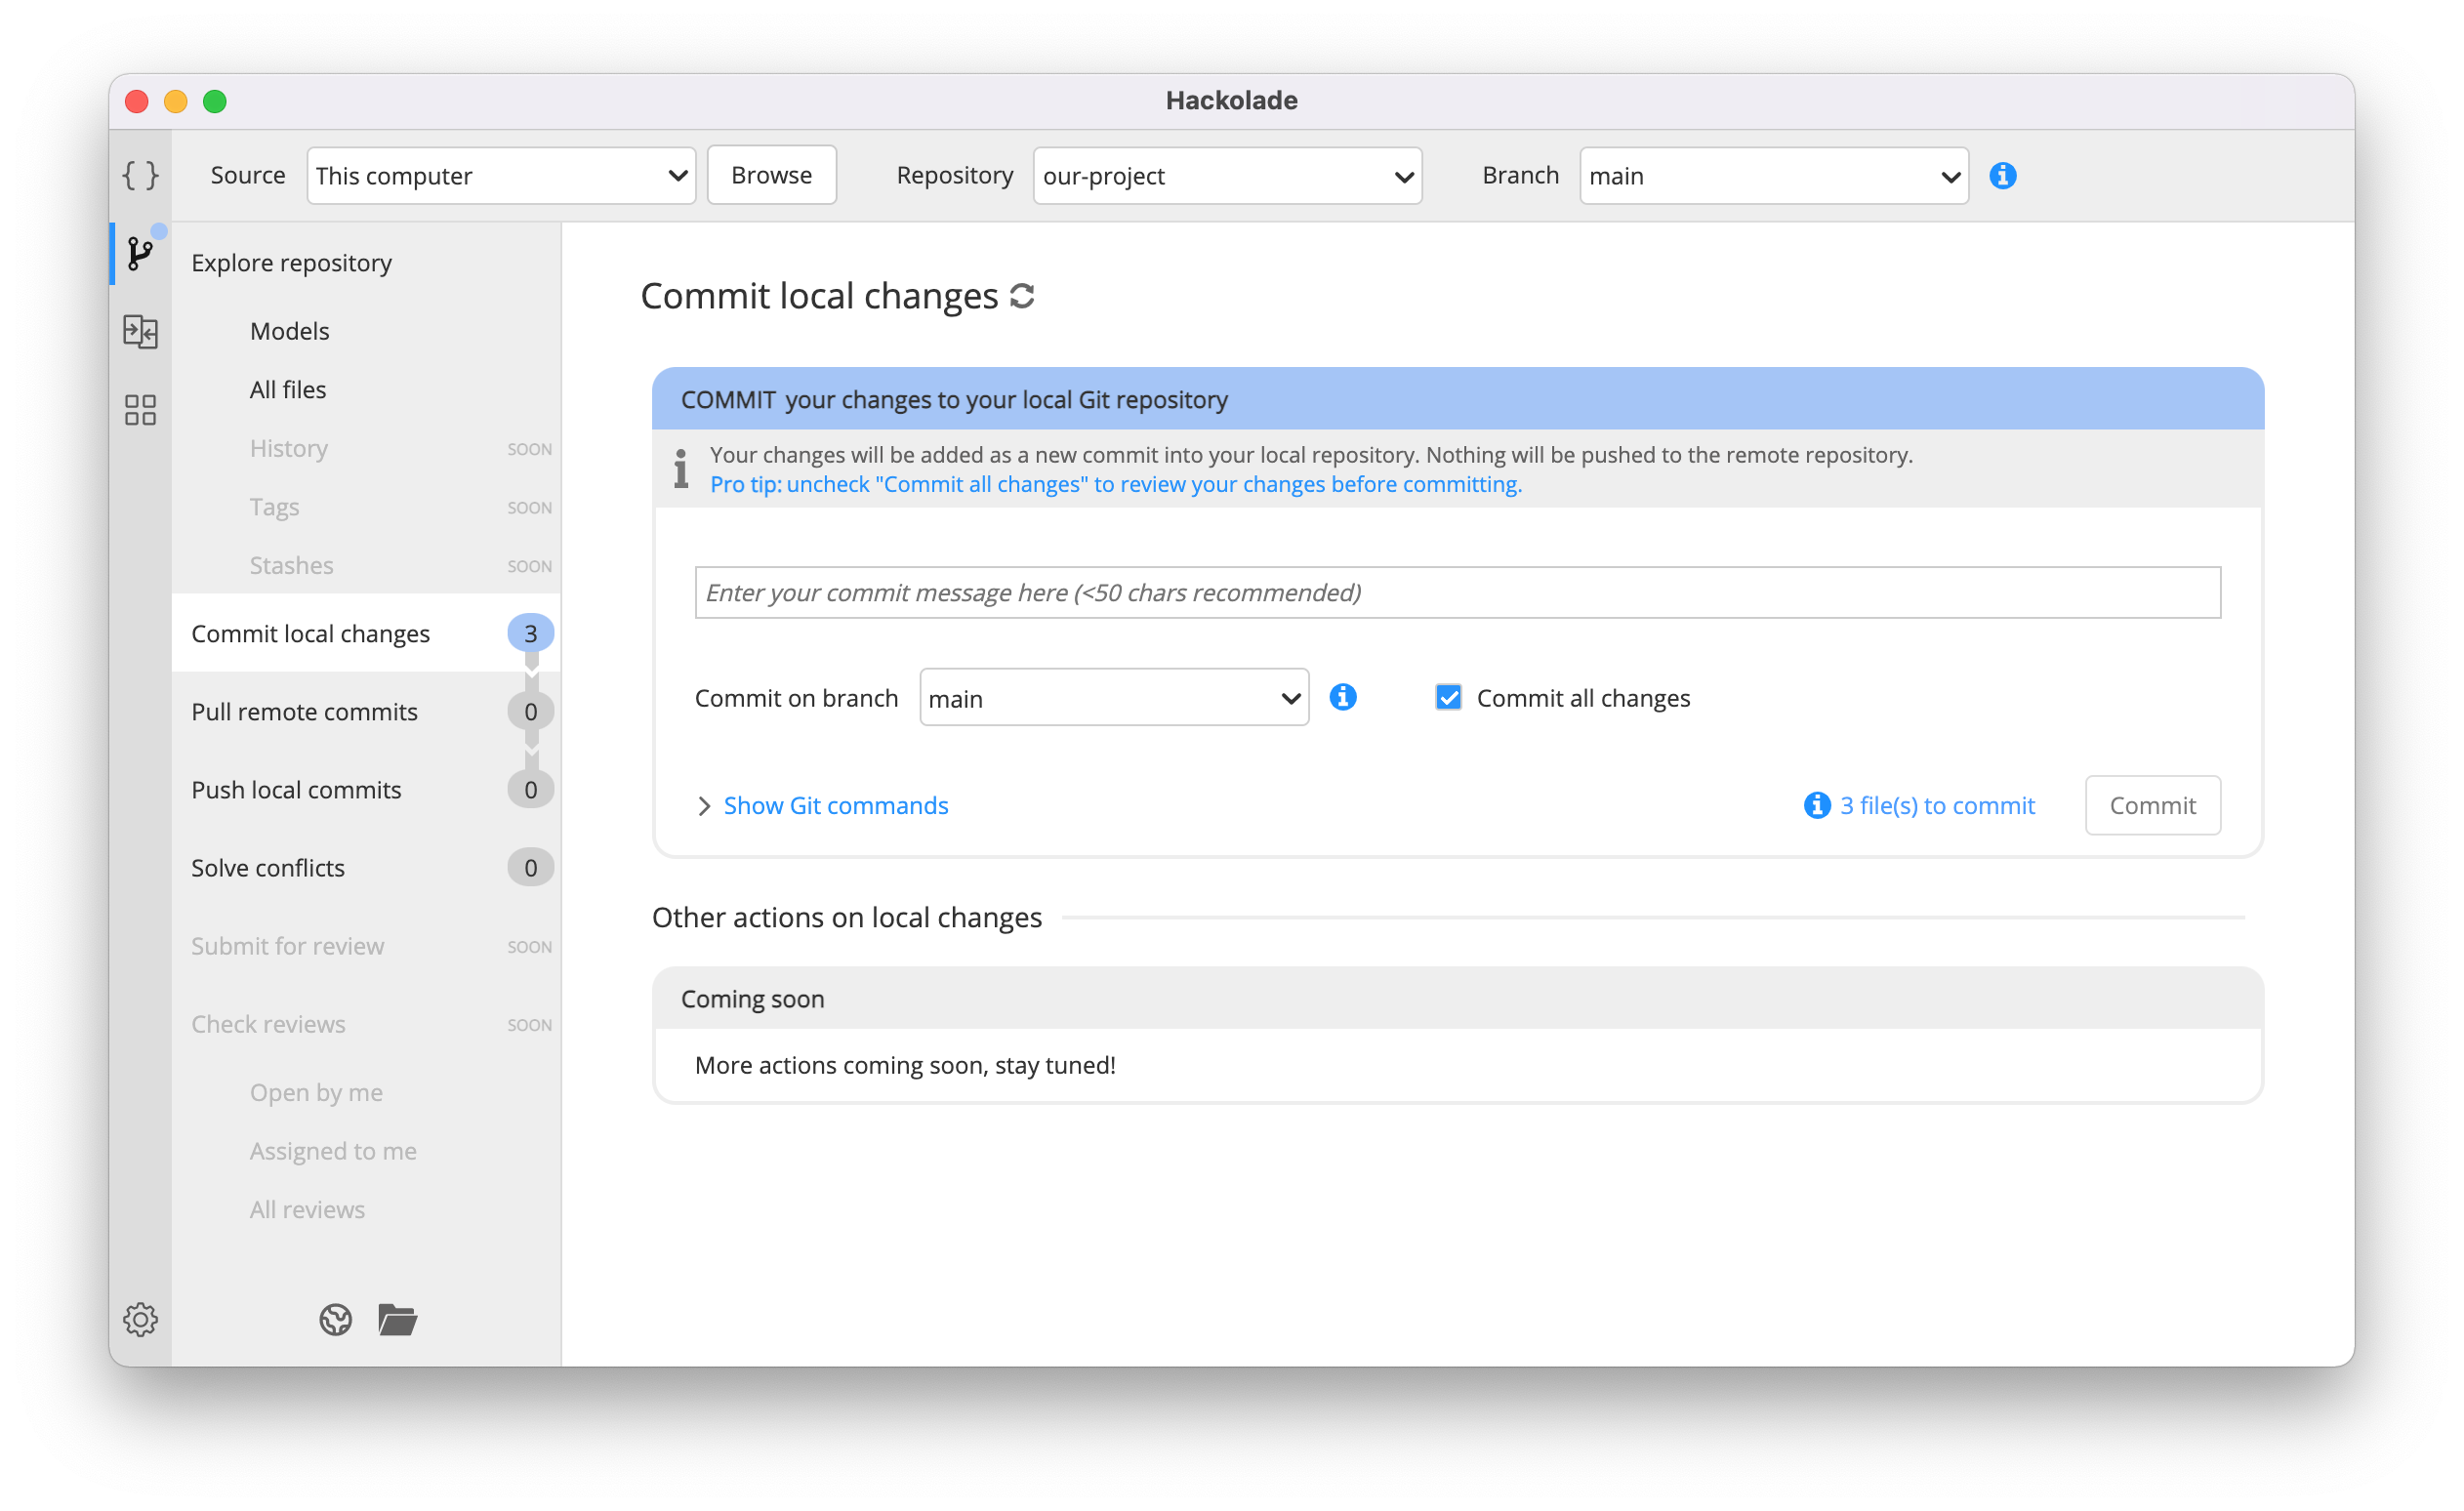 Hackolade
Source This computer Browse Repository our-project Branch main
Explore repository
Models
All files
History SOON
Tags SOON
Stashes SOON
Commit local changes 3
Pull remote commits 0
Push local commits 0
Solve conflicts 0
Submit for review SOON
Check reviews SOON
Open by me
Assigned to me
All reviews
Commit local changes
COMMIT your changes to your local Git repository
Your changes will be added as a new commit into your local repository. Nothing will be pushed to the remote repository.
Pro tip: uncheck "Commit all changes" to review your changes before committing.
Enter your commit message here (<50 chars recommended)
Commit on branch main Commit all changes
Show Git commands 3 file(s) to commit Commit
Other actions on local changes
Coming soon
More actions coming soon, stay tuned!